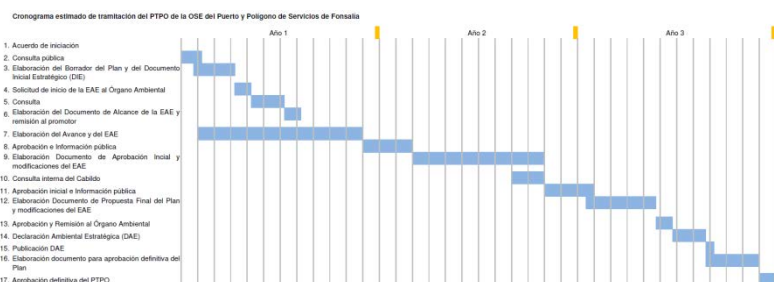 Cronograma estimado de tramitación del PTPO de la OSE del Puerto y Polígono de Servicios de Fonsalía
Año 1 Año 2 Año 3
1. Acuerdo de iniciación
2. Consulta pública
3. Elaboración del Borrador del Plan y del Documento
Inicial Estratégico (DIE)
4. Solicitud de inicio de la EAE al Órgano Ambiental
5. Consulta
6. Elaboración del Documento de Alcance de la EAE y
remisión al promotor
7. Elaboración del Avance y del EAE
8. Aprobación e Información pública
9. Elaboración Documento de Aprobación Incial y
modificaciones del EAE
10. Consulta interna del Cabildo
11. Aprobación inicial e Información pública
12. Elaboración Documento de Propuesta Final del Plan
y modificaciones del EAE
13. Aprobación y Remisión al Órgano Ambiental
14. Declaración Ambiental Estratégica (DAE)
15. Publicación DAE
16. Elaboración documento para aprobación definitiva del
Plan
17. Aprobación definitiva del PTPO